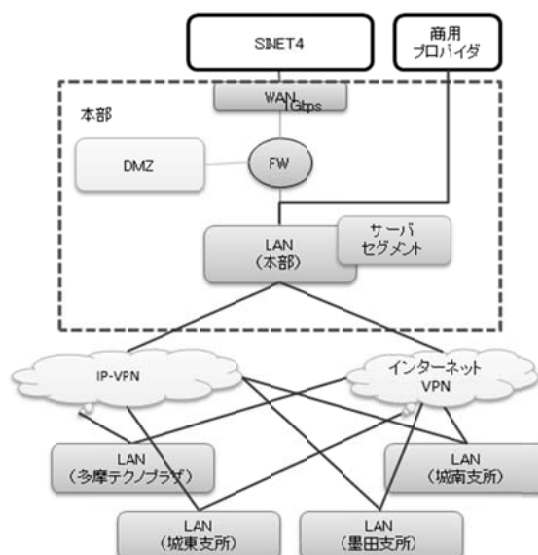 SINET4
商用
プロバイダ
WAN
1Gbps
本部
DMZ
FW
サーバ
セグメント
LAN
(本部)
IP-VPN
インターネット
VPN
LAN
(多摩テクノプラザ)
LAN
(城南支所)
LAN
(城東支所)
LAN
(墨田支所)